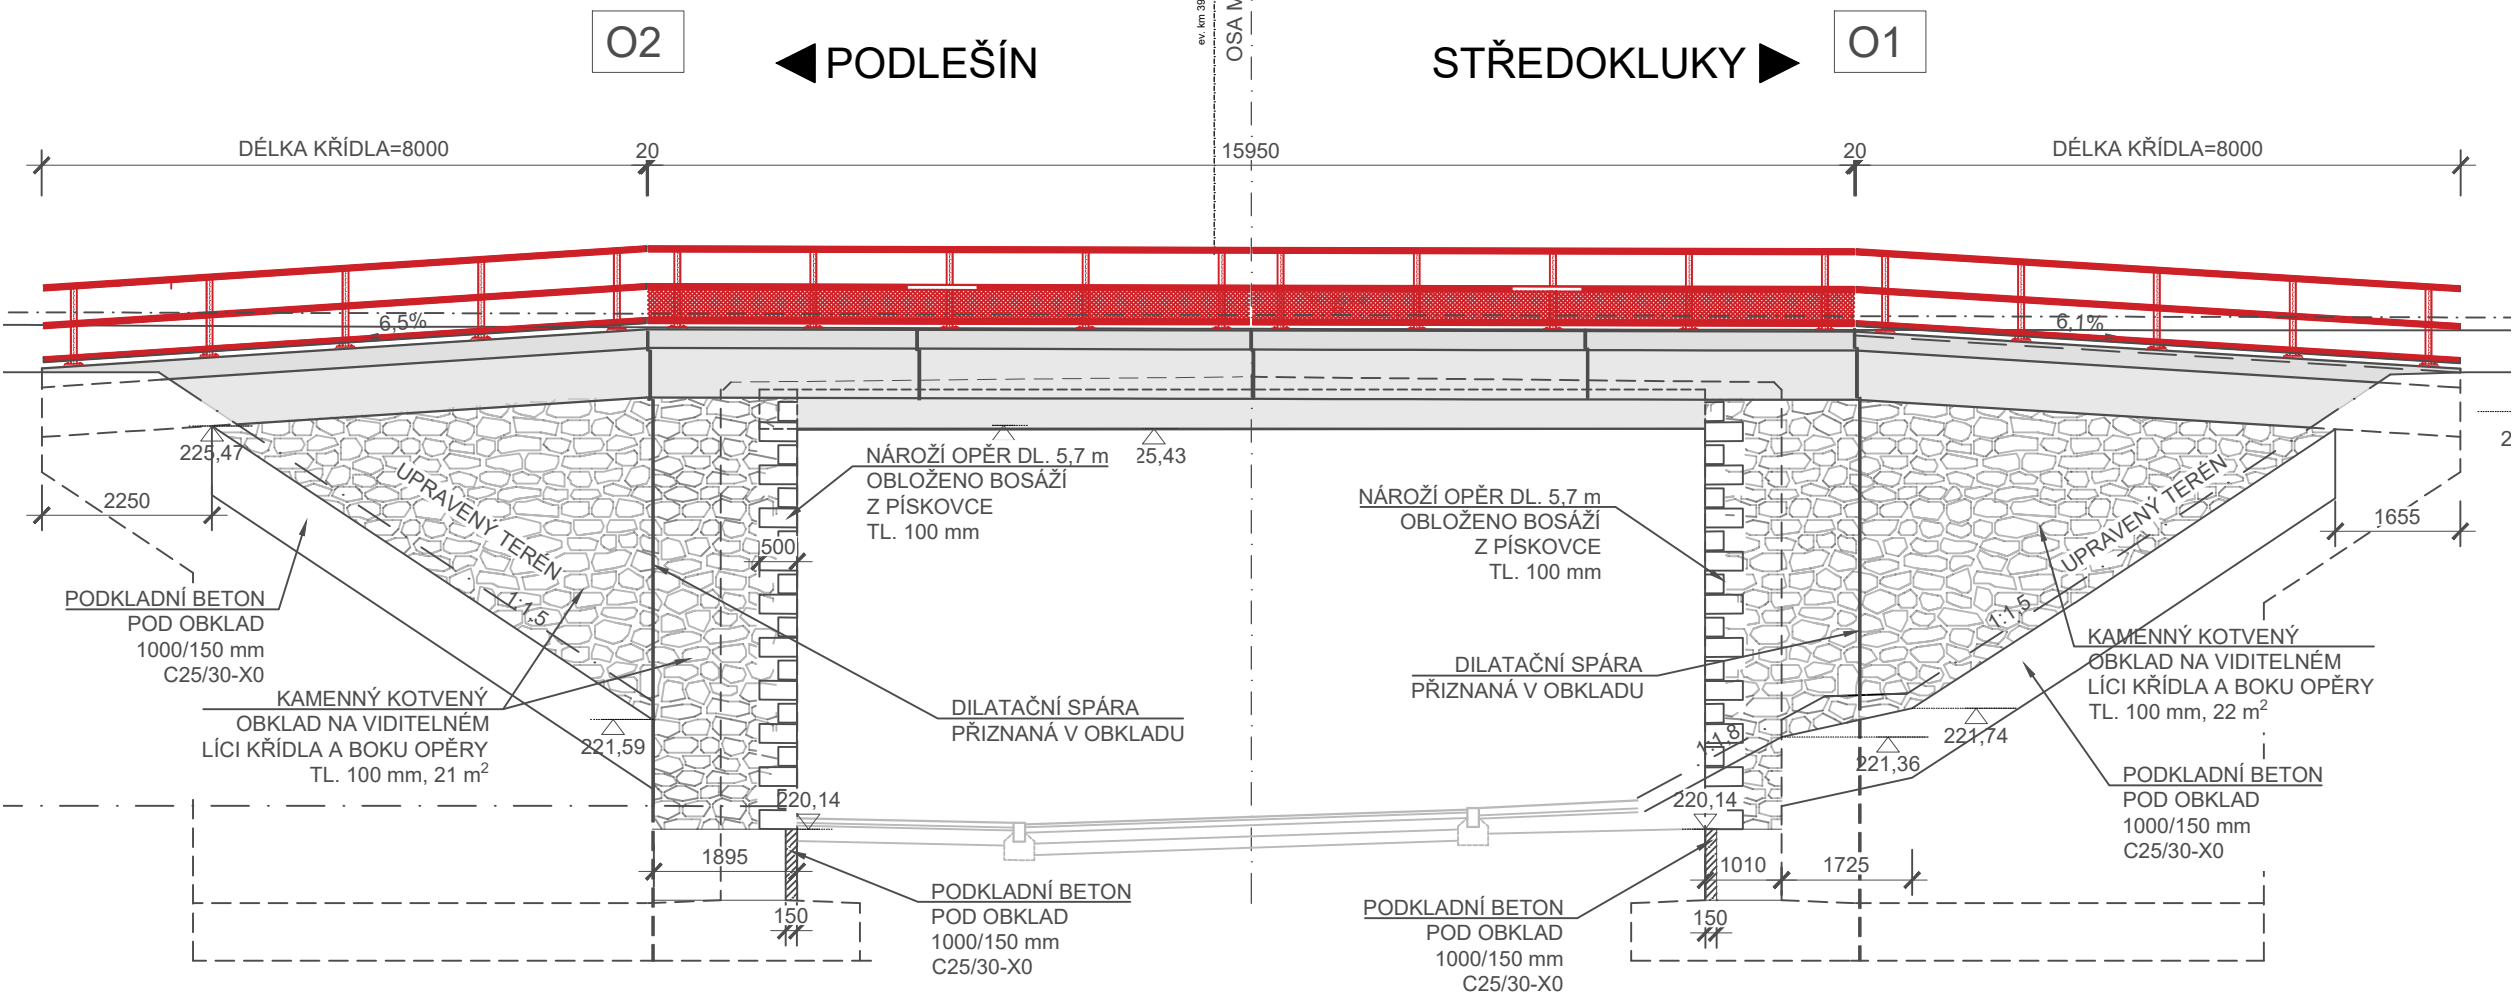 O2
PODLEŠÍN
ev. km 39
OSA M
STŘEDOKLUKY
O1
DÉLKA KŘÍDLA=8000
20
15950
20
DÉLKA KŘÍDLA=8000
6,5%
6,1%
225,47
2250
UPRAVENÝ TERÉN
1:1,5
NÁROŽÍ OPĚR DL. 5,7 m
OBLOŽENO BOSÁŽÍ
Z PÍSKOVCE
TL. 100 mm
25,43
500
NÁROŽÍ OPĚR DL. 5,7 m
OBLOŽENO BOSÁŽÍ
Z PÍSKOVCE
TL. 100 mm
UPRAVENÝ TERÉN
1:1,5
1655
2
PODKLADNÍ BETON
POD OBKLAD
1000/150 mm
C25/30-X0
KAMENNÝ KOTVENÝ
OBKLAD NA VIDITELNÉM
LÍCI KŘÍDLA A BOKU OPĚRY
TL. 100 mm, 21 m²
221,59
DILATAČNÍ SPÁRA
PŘIZNANÁ V OBKLADU
DILATAČNÍ SPÁRA
PŘIZNANÁ V OBKLADU
KAMENNÝ KOTVENÝ
OBKLAD NA VIDITELNÉM
LÍCI KŘÍDLA A BOKU OPĚRY
TL. 100 mm, 22 m²
1:1,8
221,74
221,36
220,14
220,14
PODKLADNÍ BETON
POD OBKLAD
1000/150 mm
C25/30-X0
1895
1010
1725
150
PODKLADNÍ BETON
POD OBKLAD
1000/150 mm
C25/30-X0
PODKLADNÍ BETON
POD OBKLAD
1000/150 mm
C25/30-X0
150